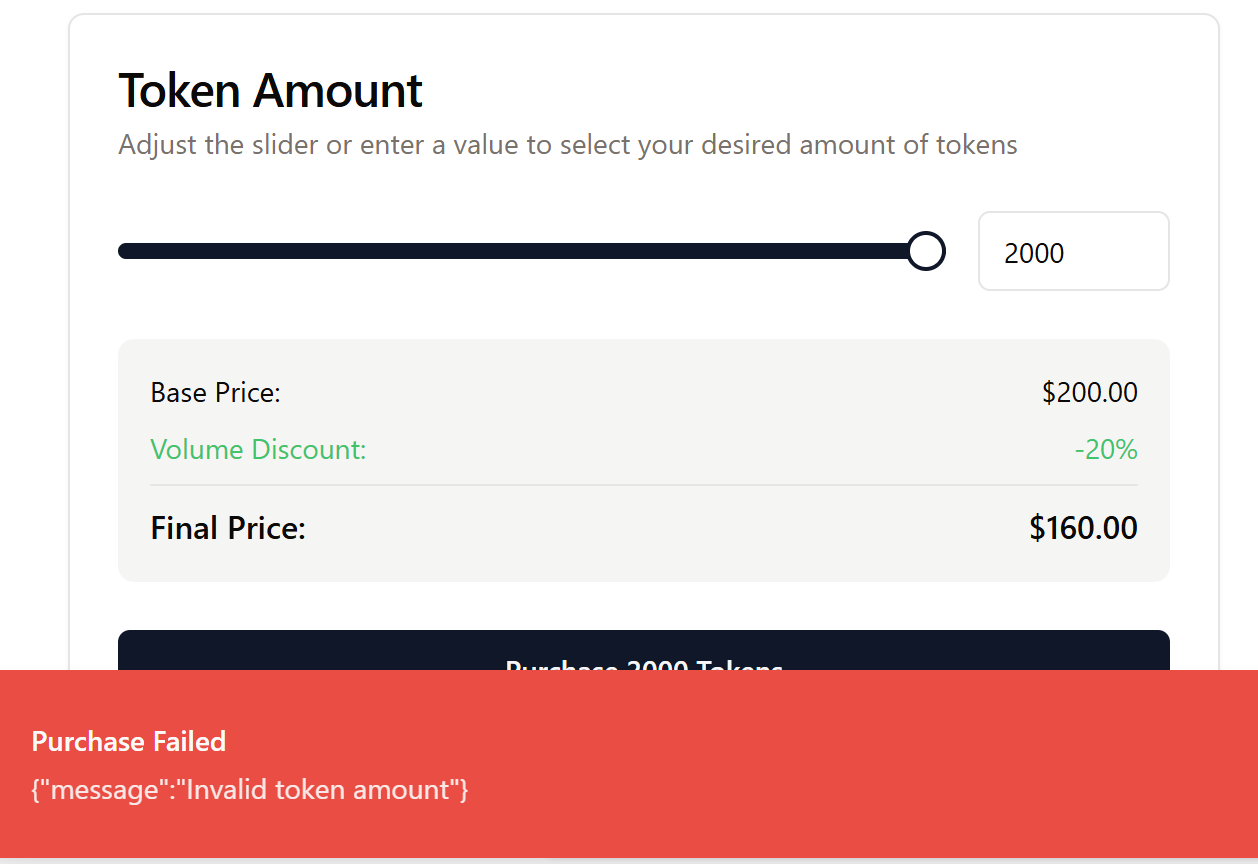 Token Amount
Adjust the slider or enter a value to select your desired amount of tokens
2000
Base Price: $200.00
Volume Discount: -20%
Final Price: $160.00
Purchase 2000 Tokens
Purchase Failed
{"message":"Invalid token amount"}